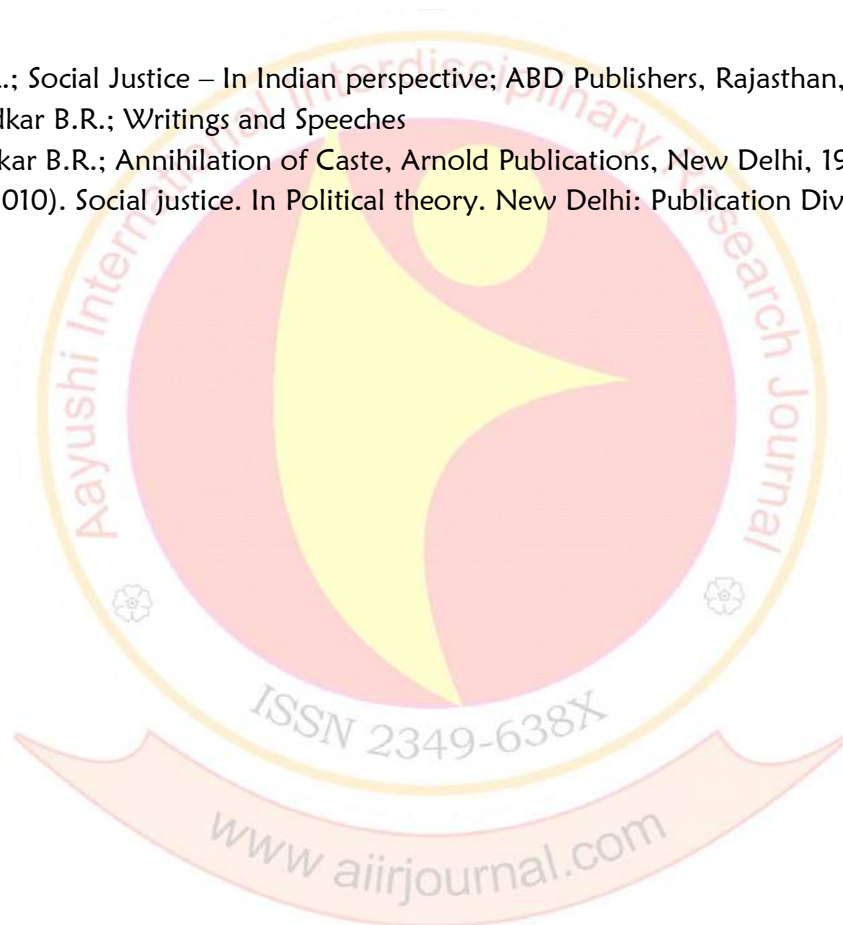 .; Social Justice – In Indian perspective; ABD Publishers, Rajasthan,
dkar B.R.; Writings and Speeches
kar B.R.; Annihilation of Caste, Arnold Publications, New Delhi, 19
010). Social justice. In Political theory. New Delhi: Publication Div
Aayushi International Interdisciplinary Research Journal
ISSN 2349-638X
www aiirjournal.com